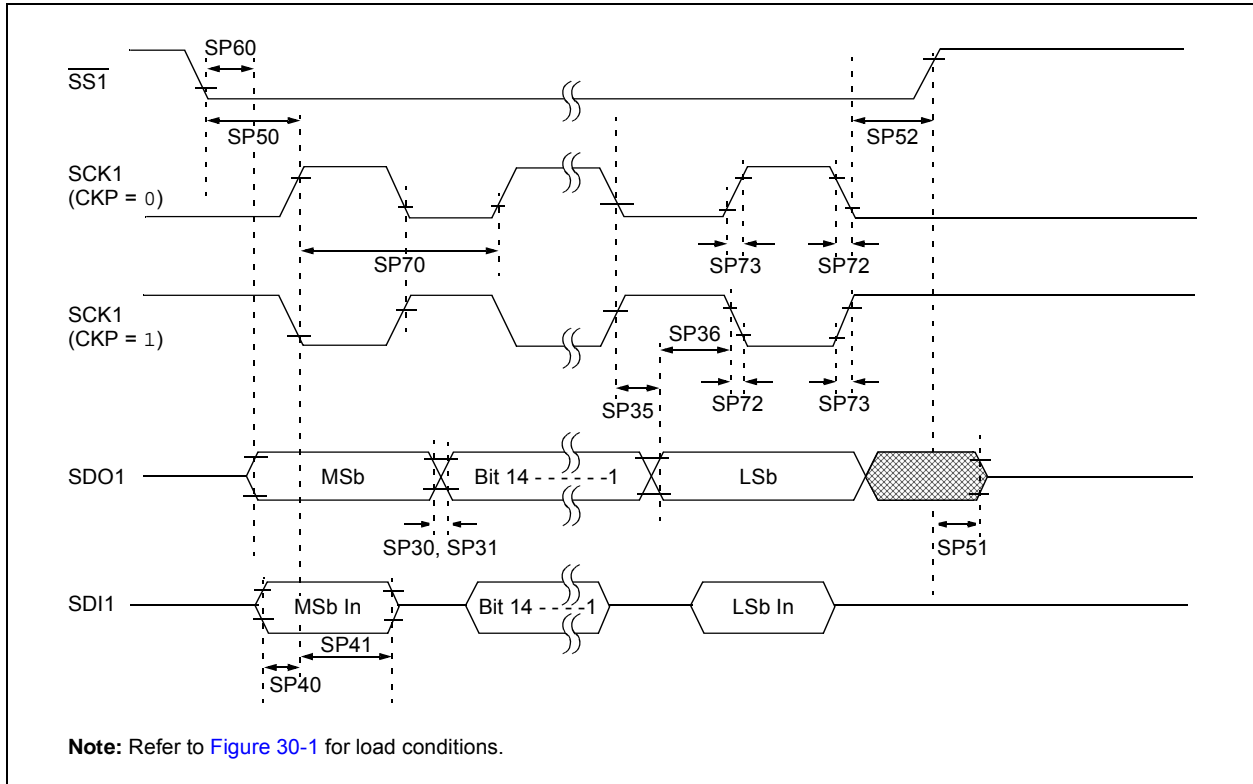 SP60
SS1
SP50
SP52
SCK1
(CKP = 0)
SP70
SP73
SP72
SCK1
(CKP = 1)
SP36
SP35
SP72
SP73
SDO1
MSb
Bit 14 - - - - - -1
LSb
SP30, SP31
SP51
SDI1
MSb In
Bit 14 - - - -1
LSb In
SP41
SP40
Note: Refer to Figure 30-1 for load conditions.